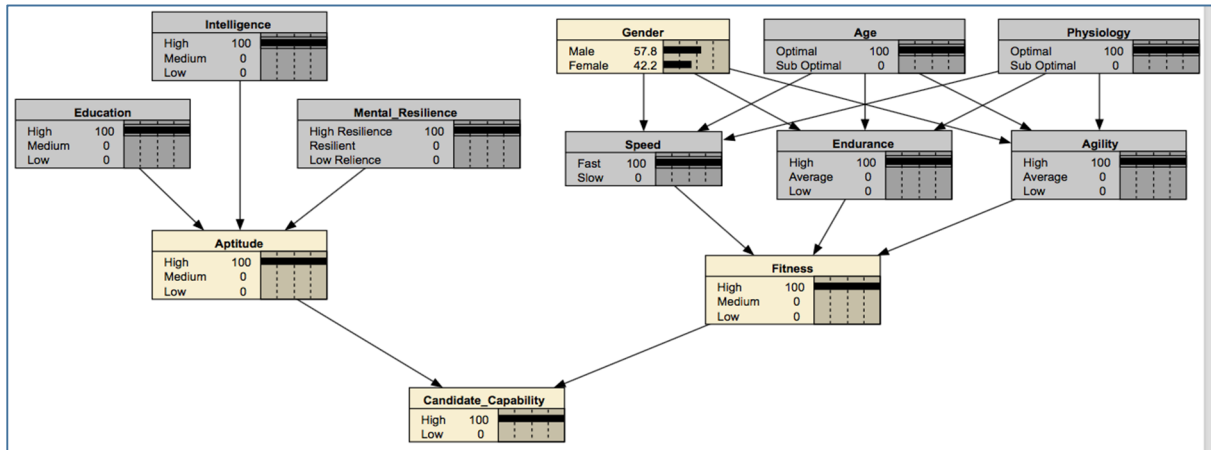 Intelligence
High 100
Medium 0
Low 0
Gender
Male 57.8
Female 42.2
Age
Optimal 100
Sub Optimal 0
Physiology
Optimal 100
Sub Optimal 0
Education
High 100
Medium 0
Low 0
Mental_Resilience
High Resilience 100
Resilient 0
Low Relience 0
Speed
Fast 100
Slow 0
Endurance
High 100
Average 0
Low 0
Agility
High 100
Average 0
Low 0
Aptitude
High 100
Medium 0
Low 0
Fitness
High 100
Medium 0
Low 0
Candidate_Capability
High 100
Low 0